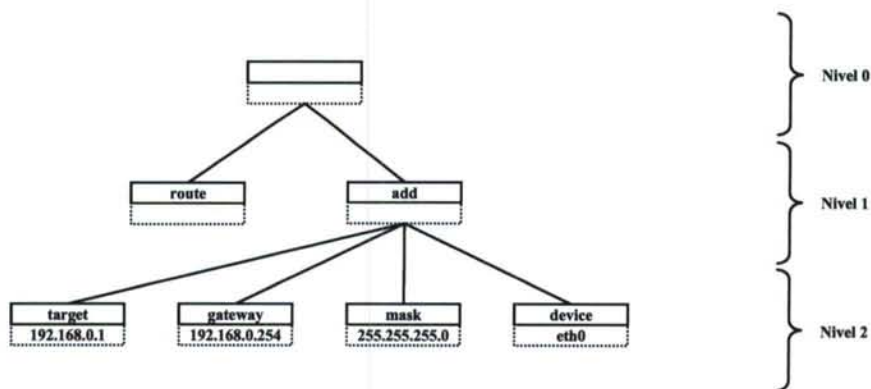 Nivel 0
route
add
Nivel 1
target
gateway
mask
device
192.168.0.1
192.168.0.254
255.255.255.0
eth0
Nivel 2